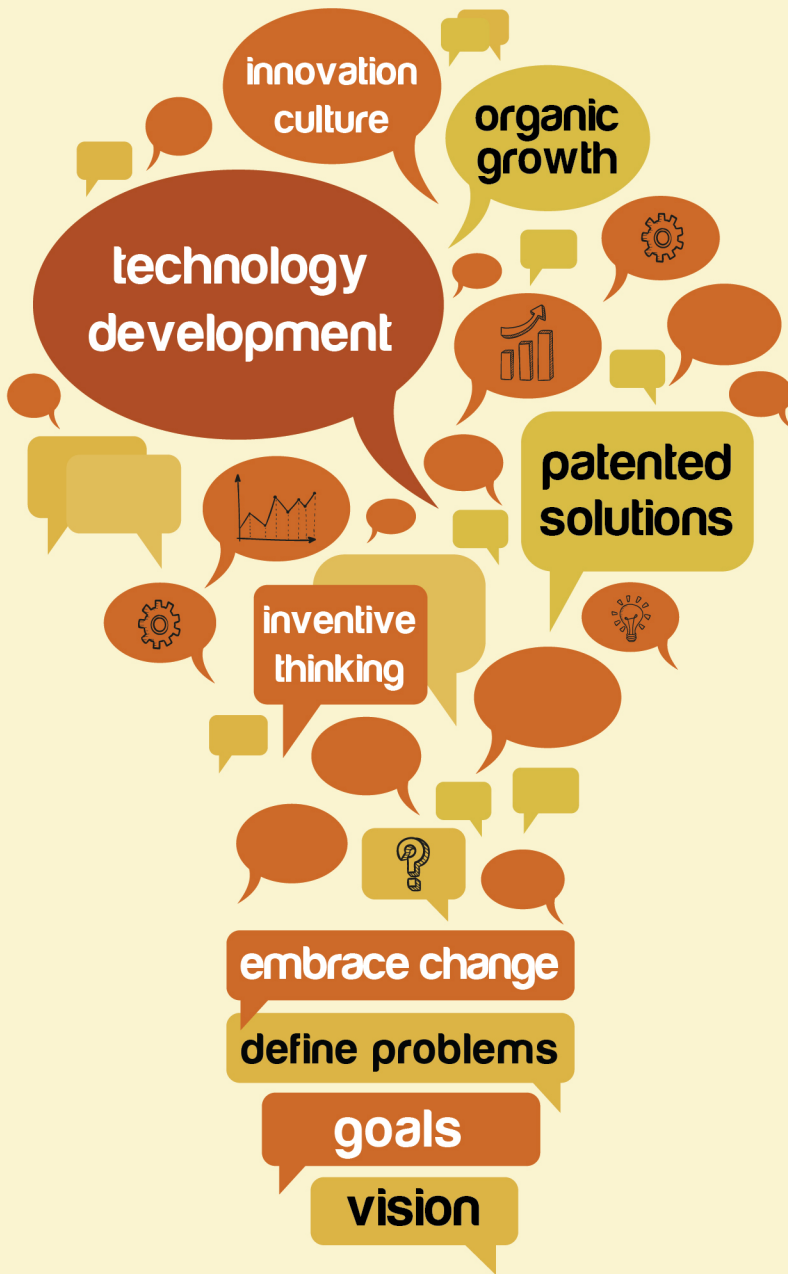 innovation
culture
organic
growth
technology
development
patented
solutions
inventive
thinking
?
embrace change
define problems
goals
vision